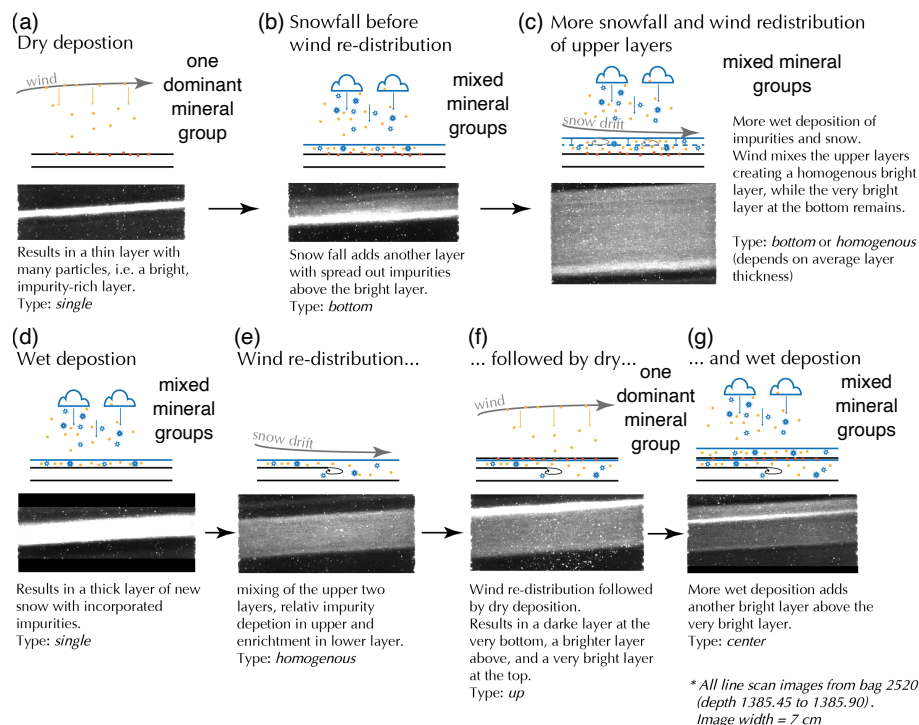 (a)
Dry depostion
wind
one
dominant
mineral
group
Results in a thin layer with
many particles, i.e. a bright,
impurity-rich layer.
Type: single
(b)
Snowfall before
wind re-distribution
mixed
mineral
groups
Snow fall adds another layer
with spread out impurities
above the bright layer.
Type: bottom
(c)
More snowfall and wind redistribution
of upper layers
snow drift
mixed mineral
groups
More wet deposition of
impurities and snow.
Wind mixes the upper layers
creating a homogenous bright
layer, while the very bright
layer at the bottom remains.
Type: bottom or homogenous
(depends on average layer
thickness)
(d)
Wet depostion
mixed
mineral
groups
Results in a thick layer of new
snow with incorporated
impurities.
Type: single
(e)
Wind re-distribution...
snow drift
mixing of the upper two
layers, relativ impurity
depetion in upper and
enrichtment in lower layer.
Type: homogenous
(f)
... followed by dry...
wind
one
dominant
mineral
group
Wind re-distribution followed
by dry deposition.
Results in a darke layer at the
very bottom, a brighter layer
above, and a very bright layer
at the top.
Type: up
(g)
... and wet depostion
mixed
mineral
groups
More wet deposition adds
another bright layer above the
very bright layer.
Type: center
* All line scan images from bag 2520
(depth 1385.45 to 1385.90) .
Image width = 7 cm